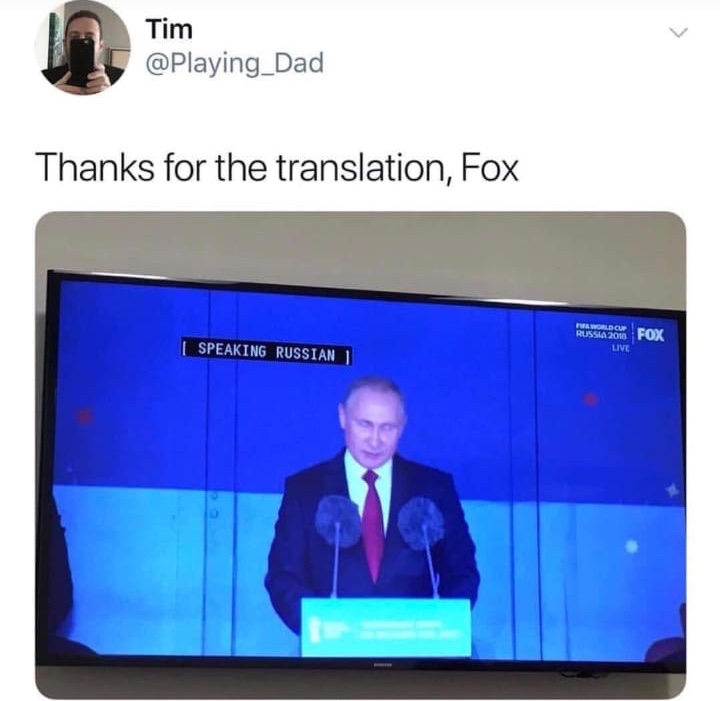 Tim
@Playing_Dad
Thanks for the translation, Fox
FIFA WORLD CUP
RUSSIA 2018
FOX
LIVE
[ SPEAKING RUSSIAN ]